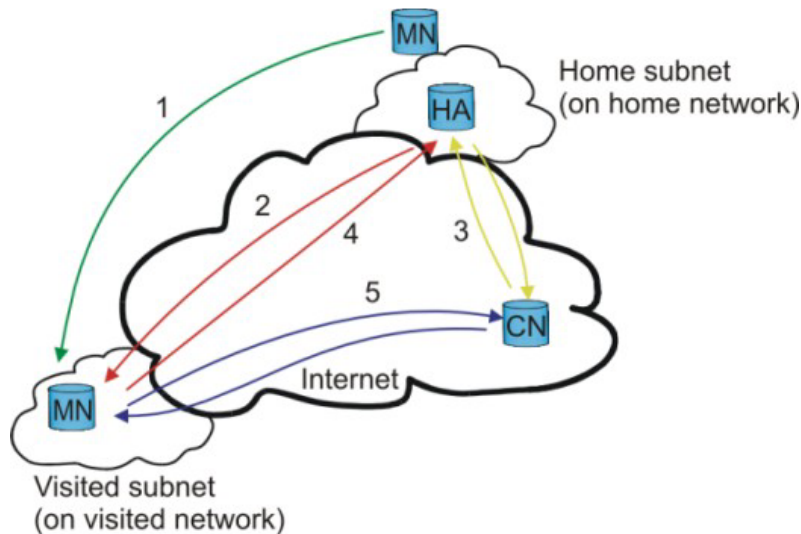 MN
Home subnet
(on home network)
HA
1
2
4
3
5
CN
Internet
MN
Visited subnet
(on visited network)